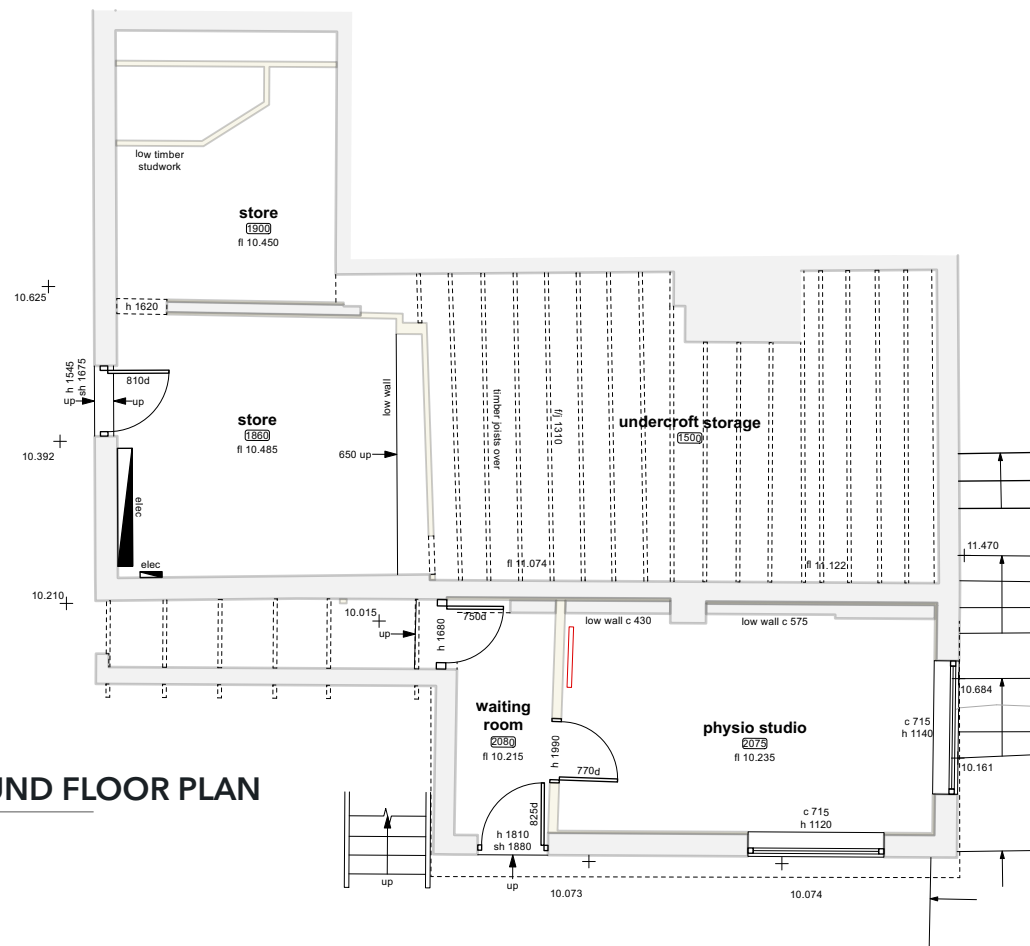 low timber
studwork
store
1900
fl 10.450
10.625
h 1620
h 1545
sh 1675
810d
up
up
low wall
timber joists over
f/j 1310
undercroft storage
1500
store
1860
fl 10.485
650 up
10.392
elec
elec
fl 11.074
fl 11.122
11.470
10.210
10.015
up
750d
h 1680
low wall c 430
low wall c 575
waiting
room
2080
fl 10.215
h 1990
770d
physio studio
2075
fl 10.235
c 715
h 1140
10.684
10.161
UND FLOOR PLAN
825d
h 1810
sh 1880
c 715
h 1120
up
up
10.073
10.074